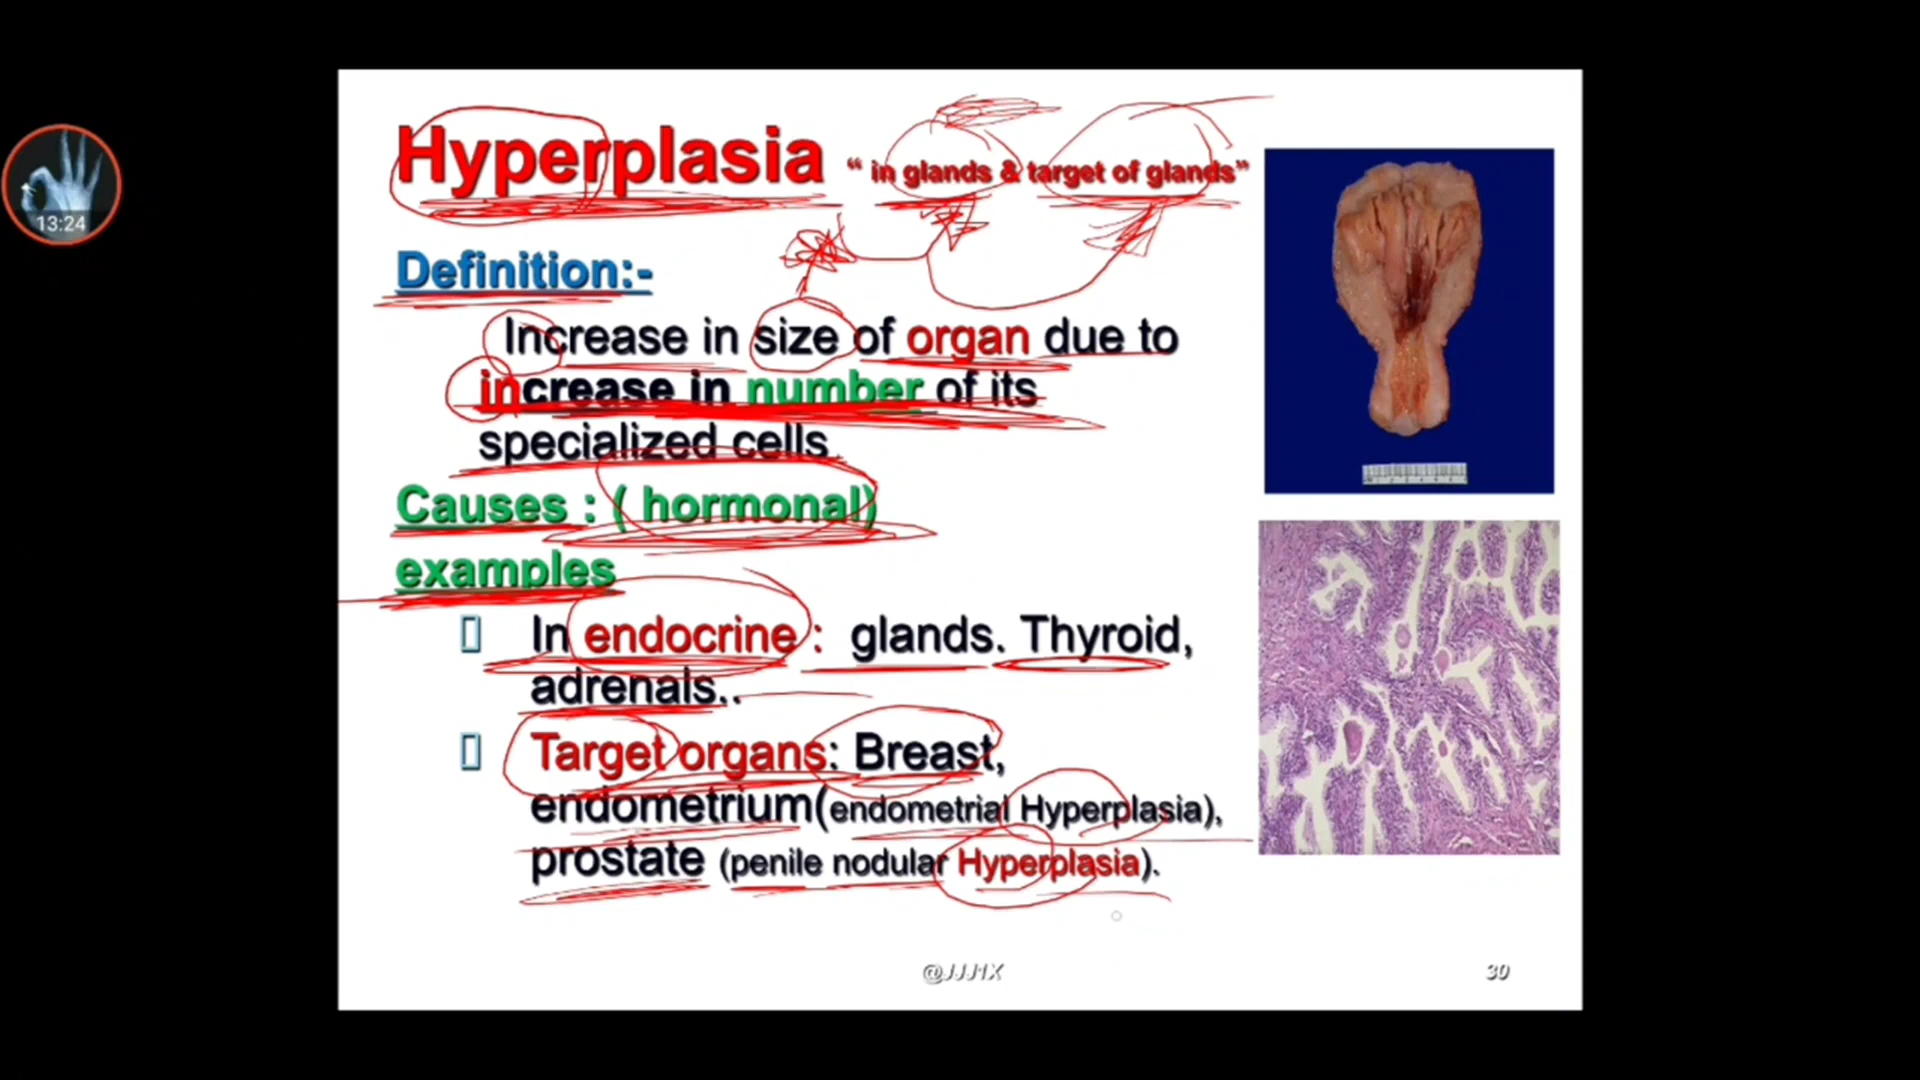 Hyperplasia “ in glands & target of glands”
13:24
Definition:-
Increase in size of organ due to
increase in number of its
specialized cells
Causes : ( hormonal)
examples
In endocrine : glands. Thyroid,
adrenals..
Target organs: Breast,
endometrium(endometrial Hyperplasia),
prostate (penile nodular Hyperplasia).
@JJJ1X
30